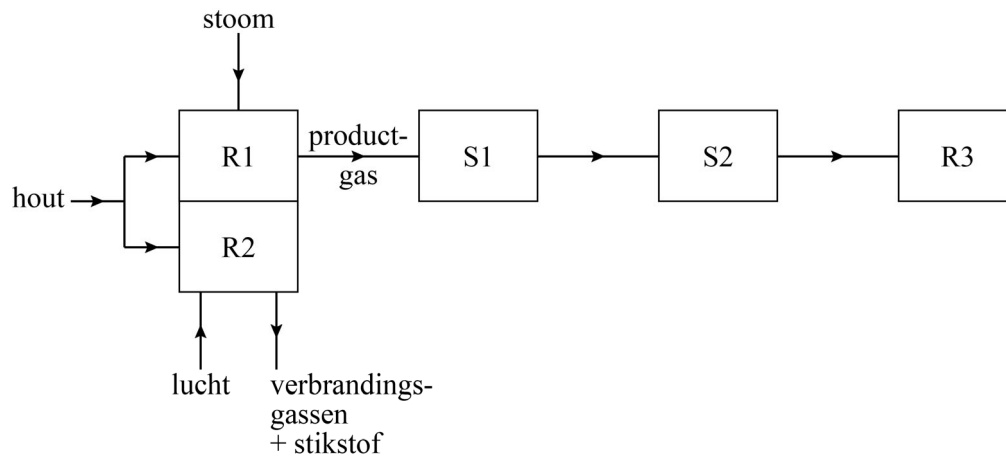 stoom
R1
product-
gas
S1
S2
R3
hout
R2
lucht
verbrandings-
gassen
+ stikstof